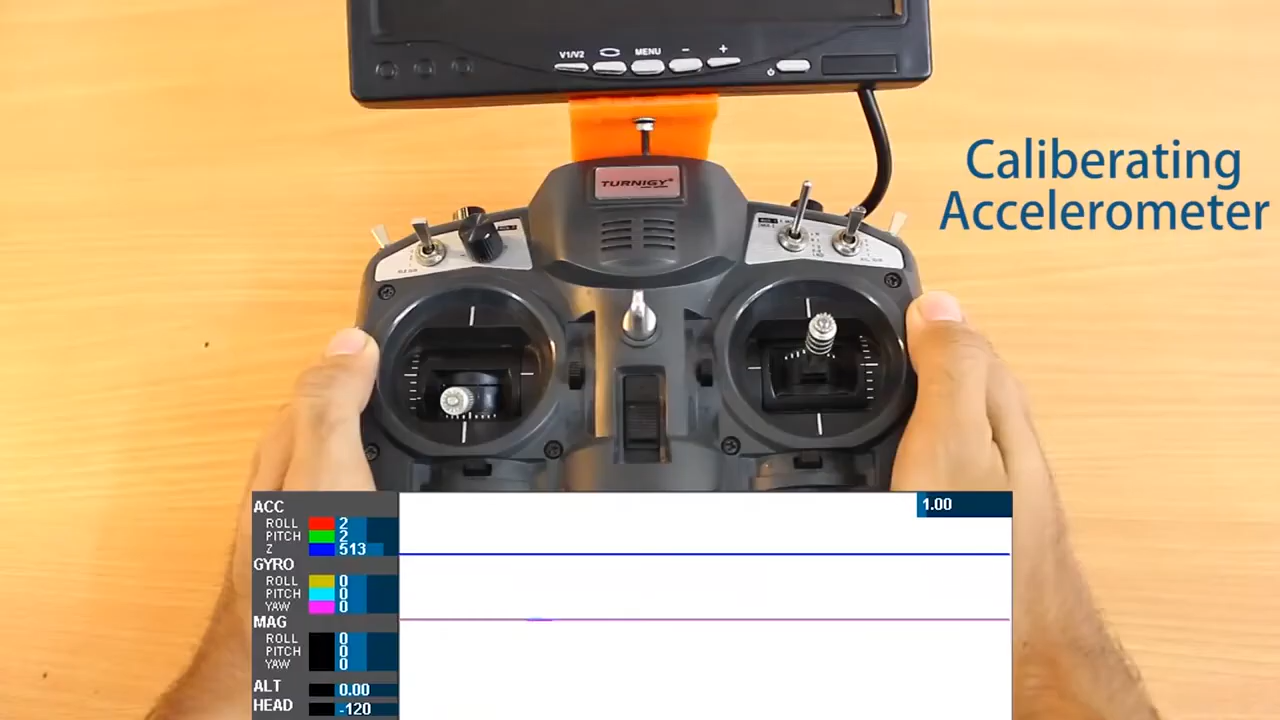 V1/V2 MENU - +
Caliberating
Accelerometer
TURNIGY
ACC
ROLL 2
PITCH 2
Z 513
1.00
GYRO
ROLL 0
PITCH 0
YAW 0
MAG
ROLL 0
PITCH 0
YAW 0
ALT 0.00
HEAD -120